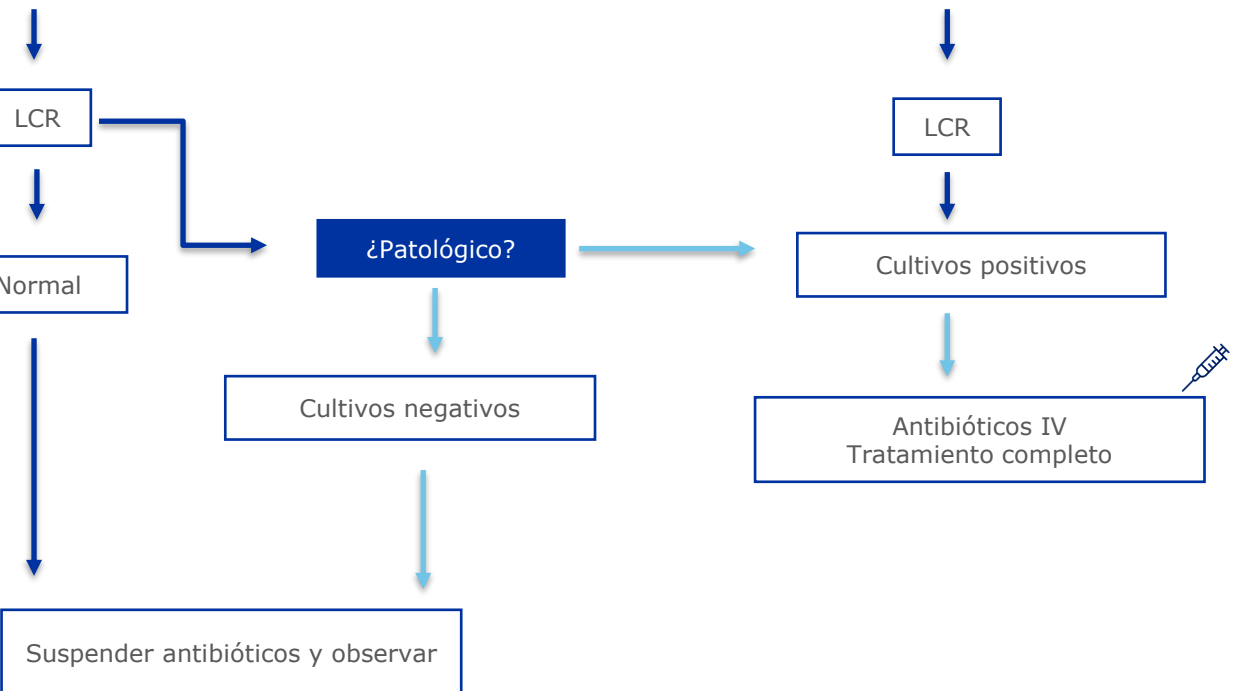 LCR
LCR
¿Patológico?
Cultivos positivos
Normal
Cultivos negativos
Antibióticos IV
Tratamiento completo
Suspender antibióticos y observar